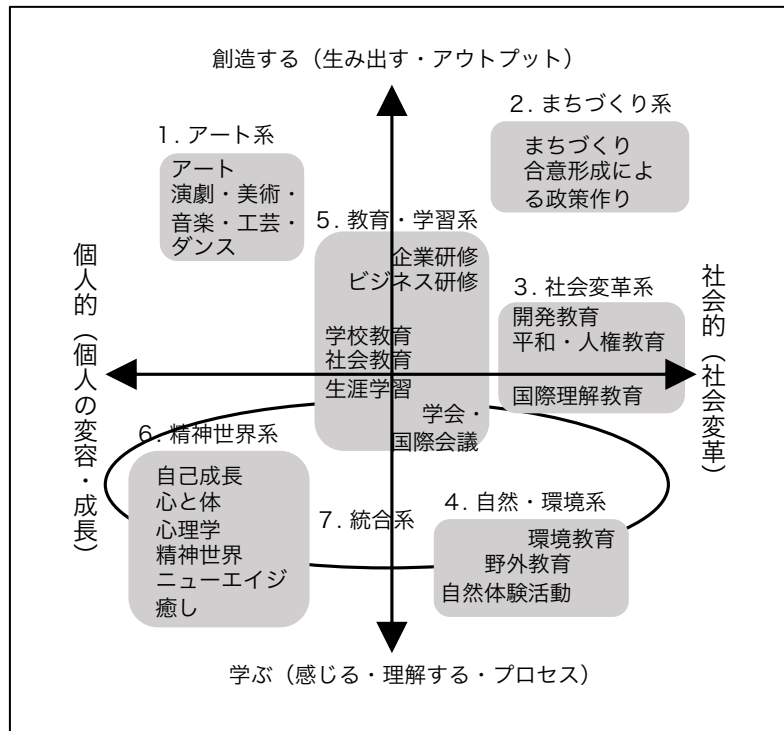 創造する（生み出す・アウトプット）
1. アート系
アート
演劇・美術・
音楽・工芸・
ダンス
2. まちづくり系
まちづくり
合意形成によ
る政策作り
5. 教育・学習系
企業研修
ビジネス研修
学校教育
社会教育
生涯学習
学会・
国際会議
3. 社会変革系
開発教育
平和・人権教育
国際理解教育
個人的（個人の変容・成長）
社会的（社会変革）
6. 精神世界系
自己成長
心と体
心理学
精神世界
ニューエイジ
癒し
7. 統合系
4. 自然・環境系
環境教育
野外教育
自然体験活動
学ぶ（感じる・理解する・プロセス）